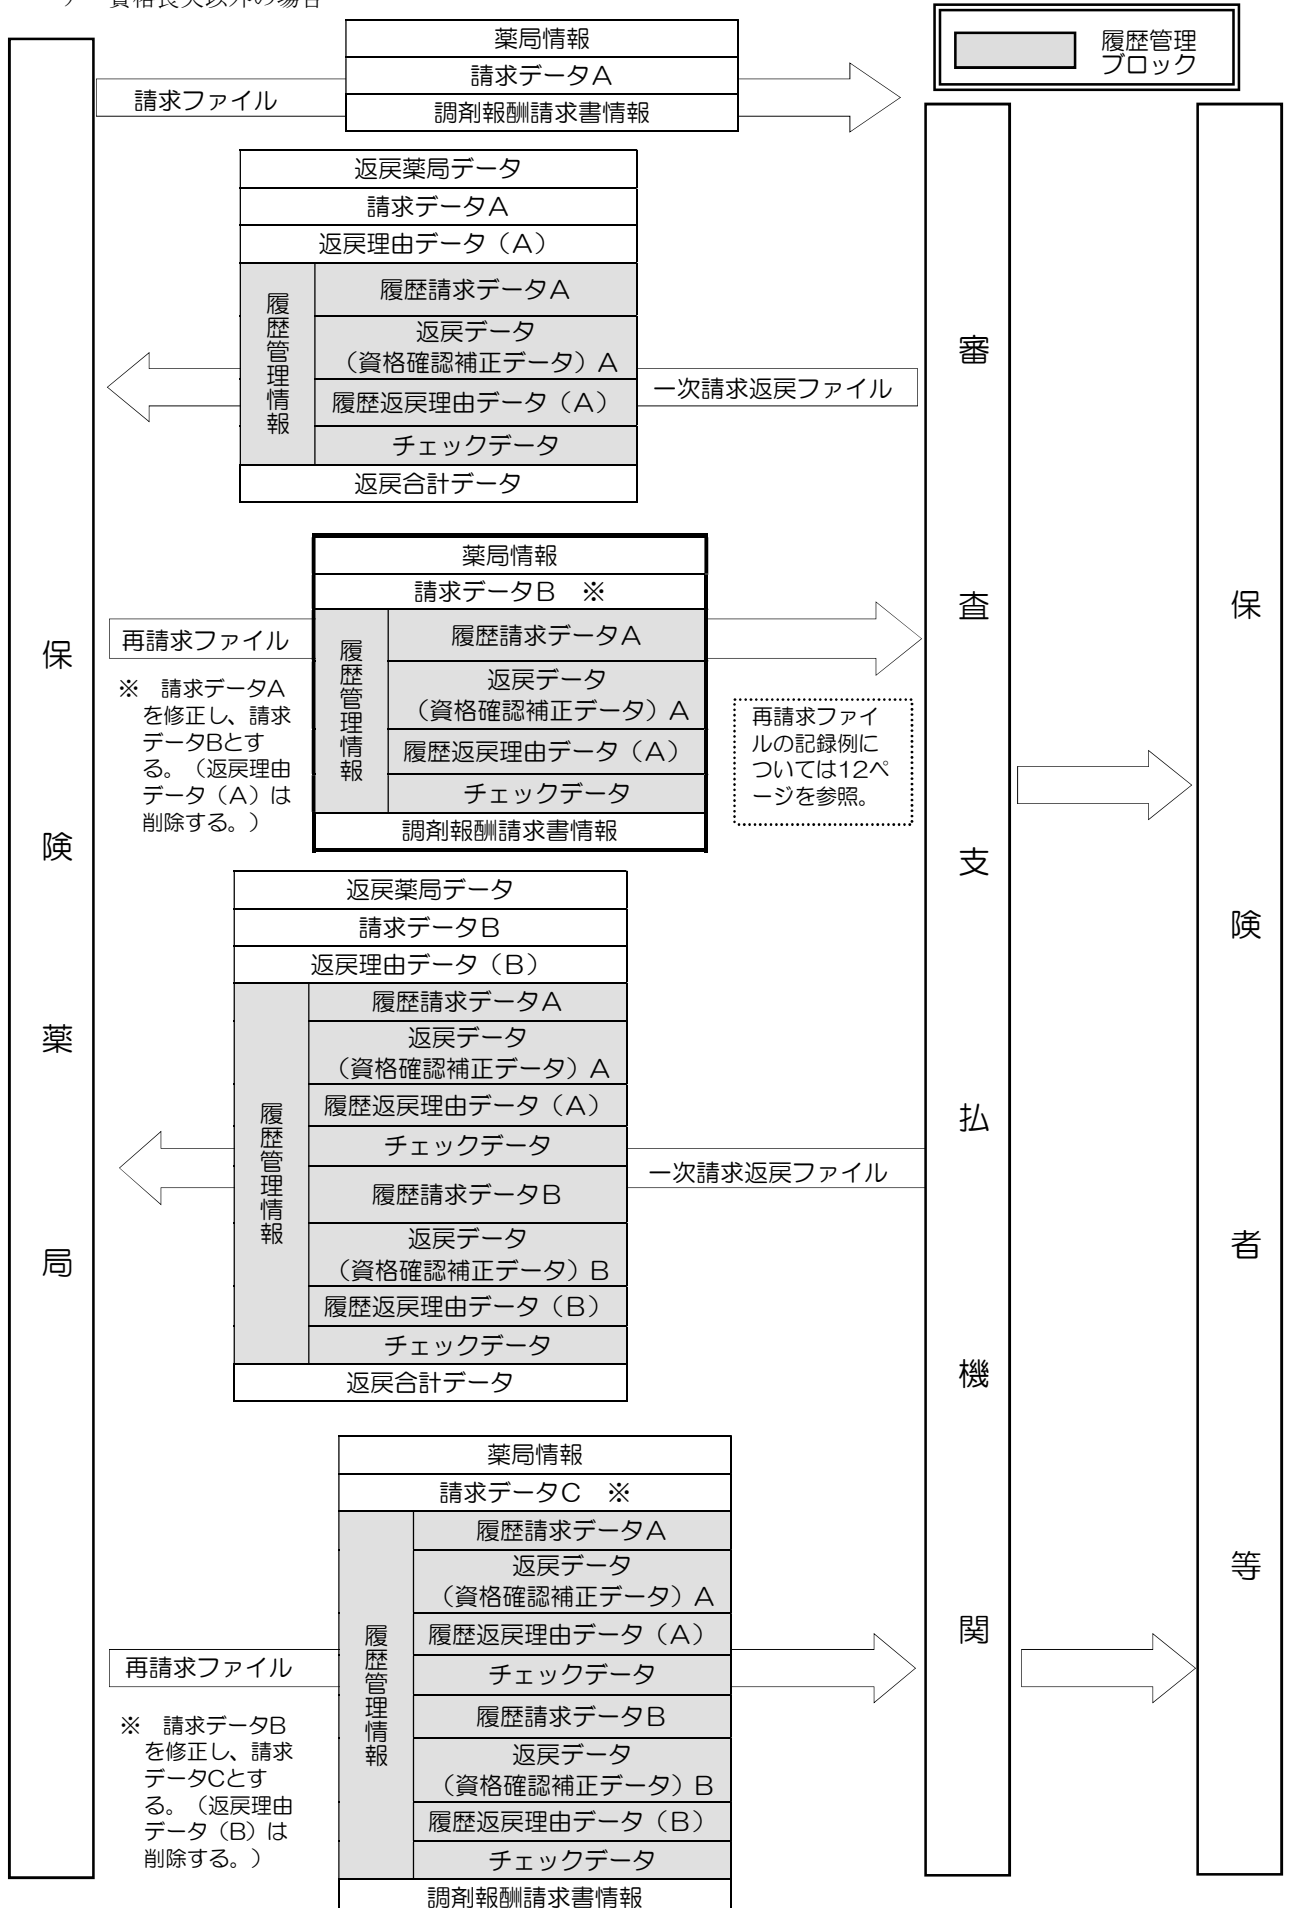 資格喪失以外の場合
履歴管理
ブロック
薬局情報
請求データA
調剤報酬請求書情報
請求ファイル
返戻薬局データ
請求データA
返戻理由データ（A）
履歴管理情報
履歴請求データA
返戻データ
（資格確認補正データ）A
履歴返戻理由データ（A）
チェックデータ
返戻合計データ
一次請求返戻ファイル
薬局情報
請求データB　※
履歴管理情報
履歴請求データA
返戻データ
（資格確認補正データ）A
履歴返戻理由データ（A）
チェックデータ
調剤報酬請求書情報
再請求ファイル
※　請求データA
を修正し、請求
データBとす
る。（返戻理由
データ（A）は
削除する。）
再請求ファイ
ルの記録例に
ついては12ペ
ージを参照。
返戻薬局データ
請求データB
返戻理由データ（B）
履歴管理情報
履歴請求データA
返戻データ
（資格確認補正データ）A
履歴返戻理由データ（A）
チェックデータ
履歴請求データB
返戻データ
（資格確認補正データ）B
履歴返戻理由データ（B）
チェックデータ
返戻合計データ
一次請求返戻ファイル
薬局情報
請求データC　※
履歴管理情報
履歴請求データA
返戻データ
（資格確認補正データ）A
履歴返戻理由データ（A）
チェックデータ
履歴請求データB
返戻データ
（資格確認補正データ）B
履歴返戻理由データ（B）
チェックデータ
調剤報酬請求書情報
再請求ファイル
※　請求データB
を修正し、請求
データCとす
る。（返戻理由
データ（B）は
削除する。）
保険薬局
審査支払機関
保険者等